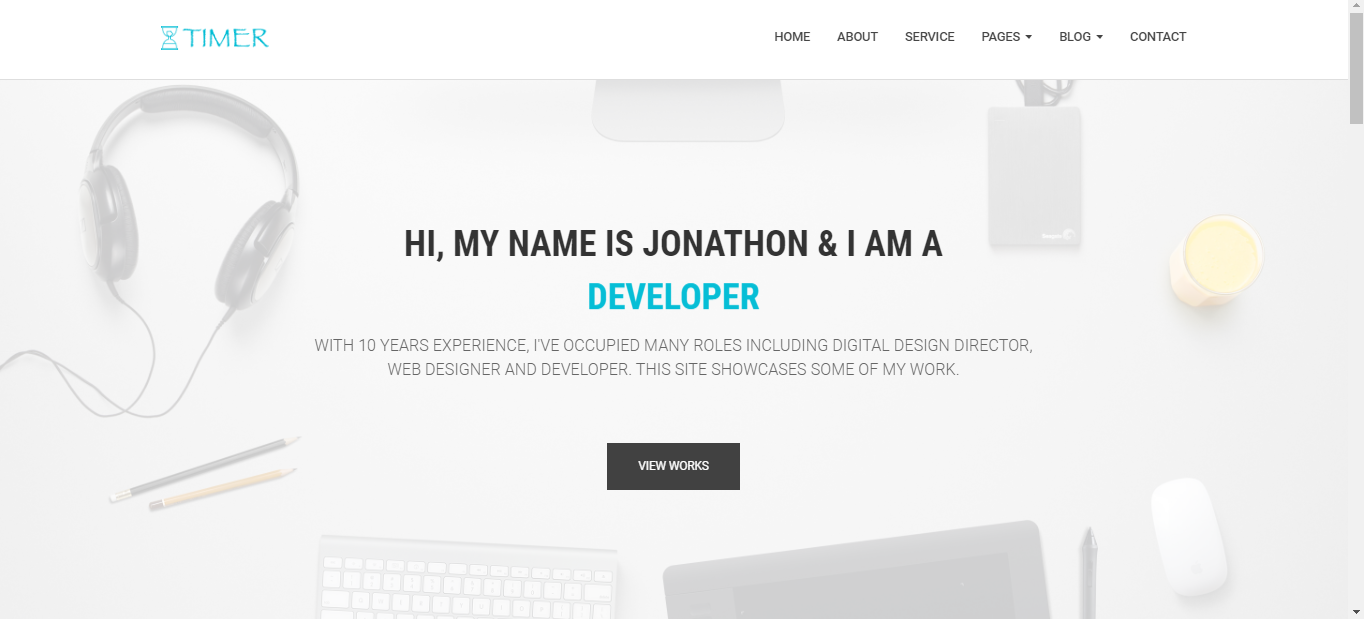 TIMER
HOME ABOUT SERVICE PAGES BLOG CONTACT
HI, MY NAME IS JONATHON & I AM A
DEVELOPER
WITH 10 YEARS EXPERIENCE, I'VE OCCUPIED MANY ROLES INCLUDING DIGITAL DESIGN DIRECTOR,
WEB DESIGNER AND DEVELOPER. THIS SITE SHOWCASES SOME OF MY WORK.
VIEW WORKS